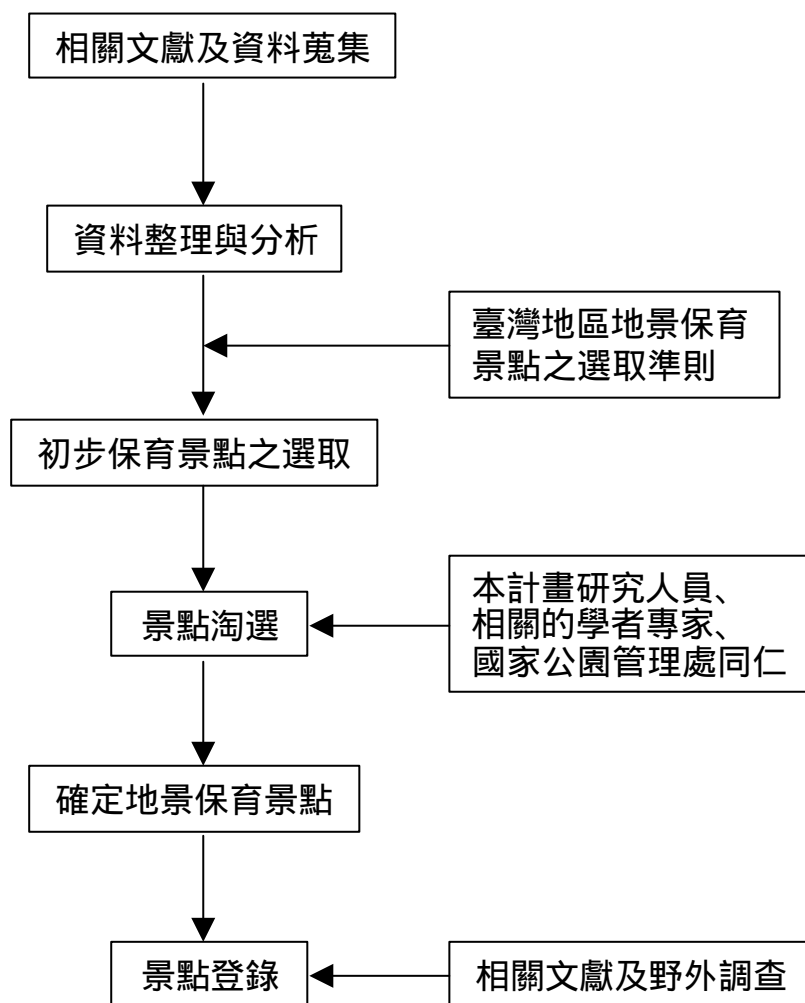 相關文獻及資料蒐集
資料整理與分析
臺灣地區地景保育
景點之選取準則
初步保育景點之選取
本計畫研究人員、
相關的學者專家、
國家公園管理處同仁
景點淘選
確定地景保育景點
景點登錄
相關文獻及野外調查